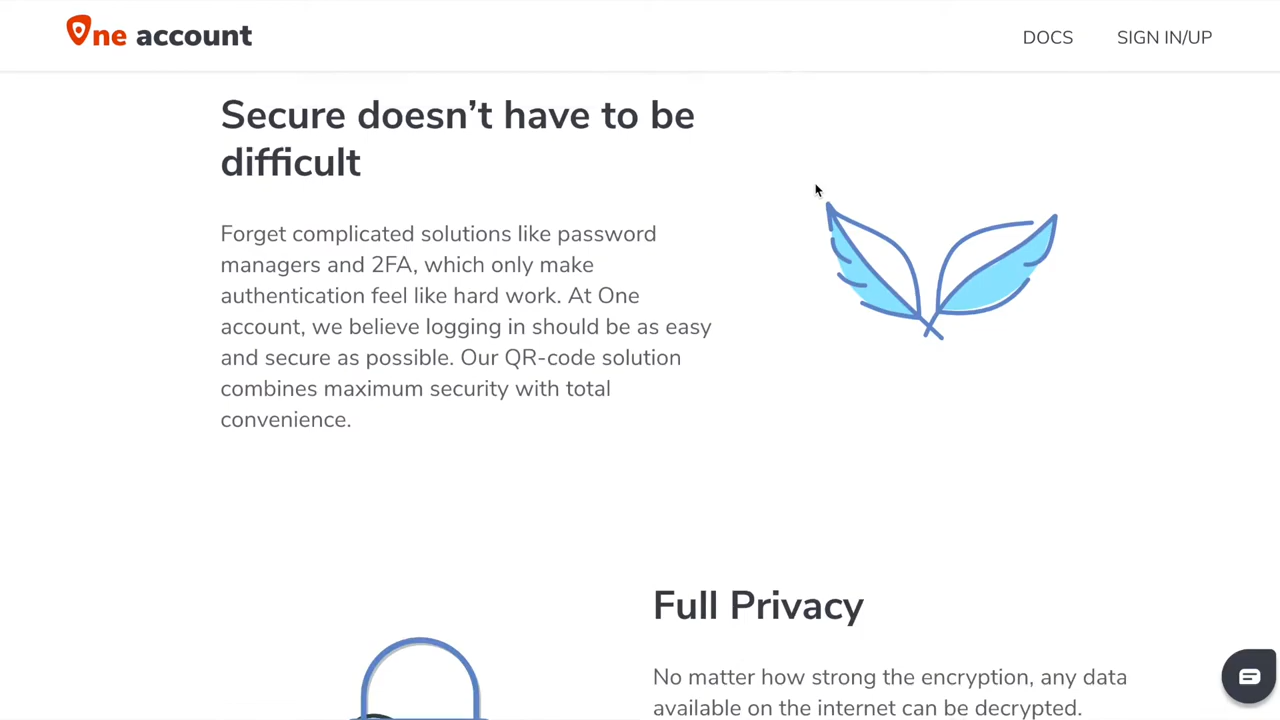 One account
DOCS
SIGN IN/UP
Secure doesn’t have to be
difficult
Forget complicated solutions like password
managers and 2FA, which only make
authentication feel like hard work. At One
account, we believe logging in should be as easy
and secure as possible. Our QR-code solution
combines maximum security with total
convenience.
Full Privacy
No matter how strong the encryption, any data
available on the internet can be decrypted.